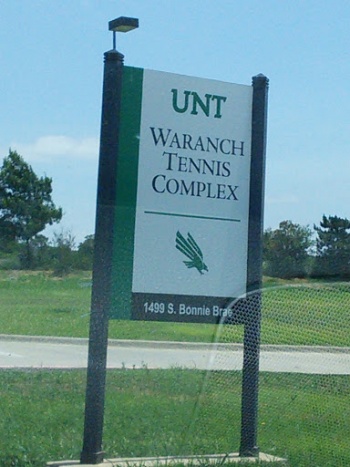 UNT
WARANCH
TENNIS
COMPLEX
1499 S. Bonnie Brae